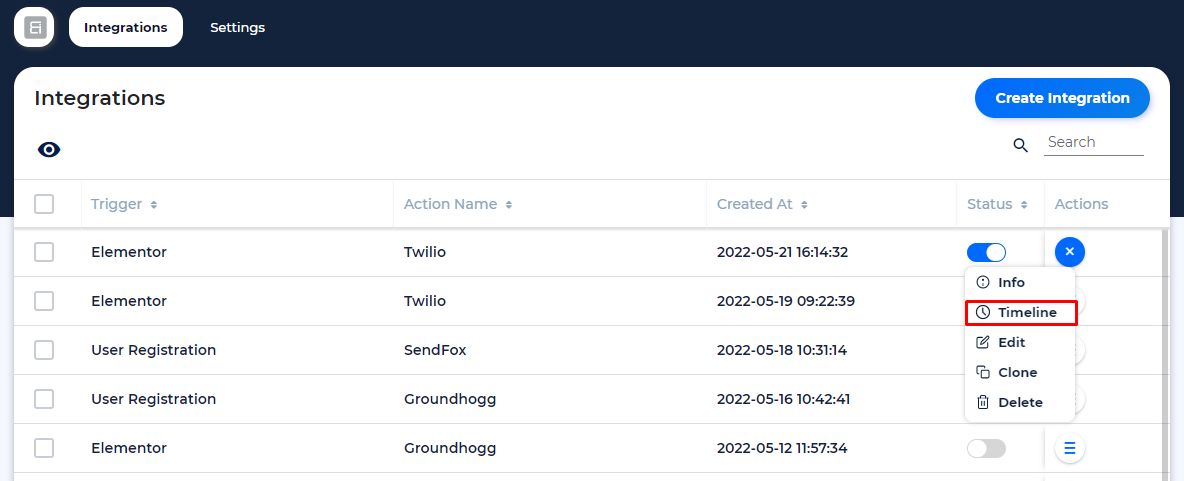 Integrations Settings
Integrations
Create Integration
Search
Trigger Action Name Created At Status Actions
Elementor Twilio 2022-05-21 16:14:32
Info
Elementor Twilio 2022-05-19 09:22:39
Timeline
Edit
User Registration SendFox 2022-05-18 10:31:14
Clone
User Registration Groundhogg 2022-05-16 10:42:41
Delete
Elementor Groundhogg 2022-05-12 11:57:34